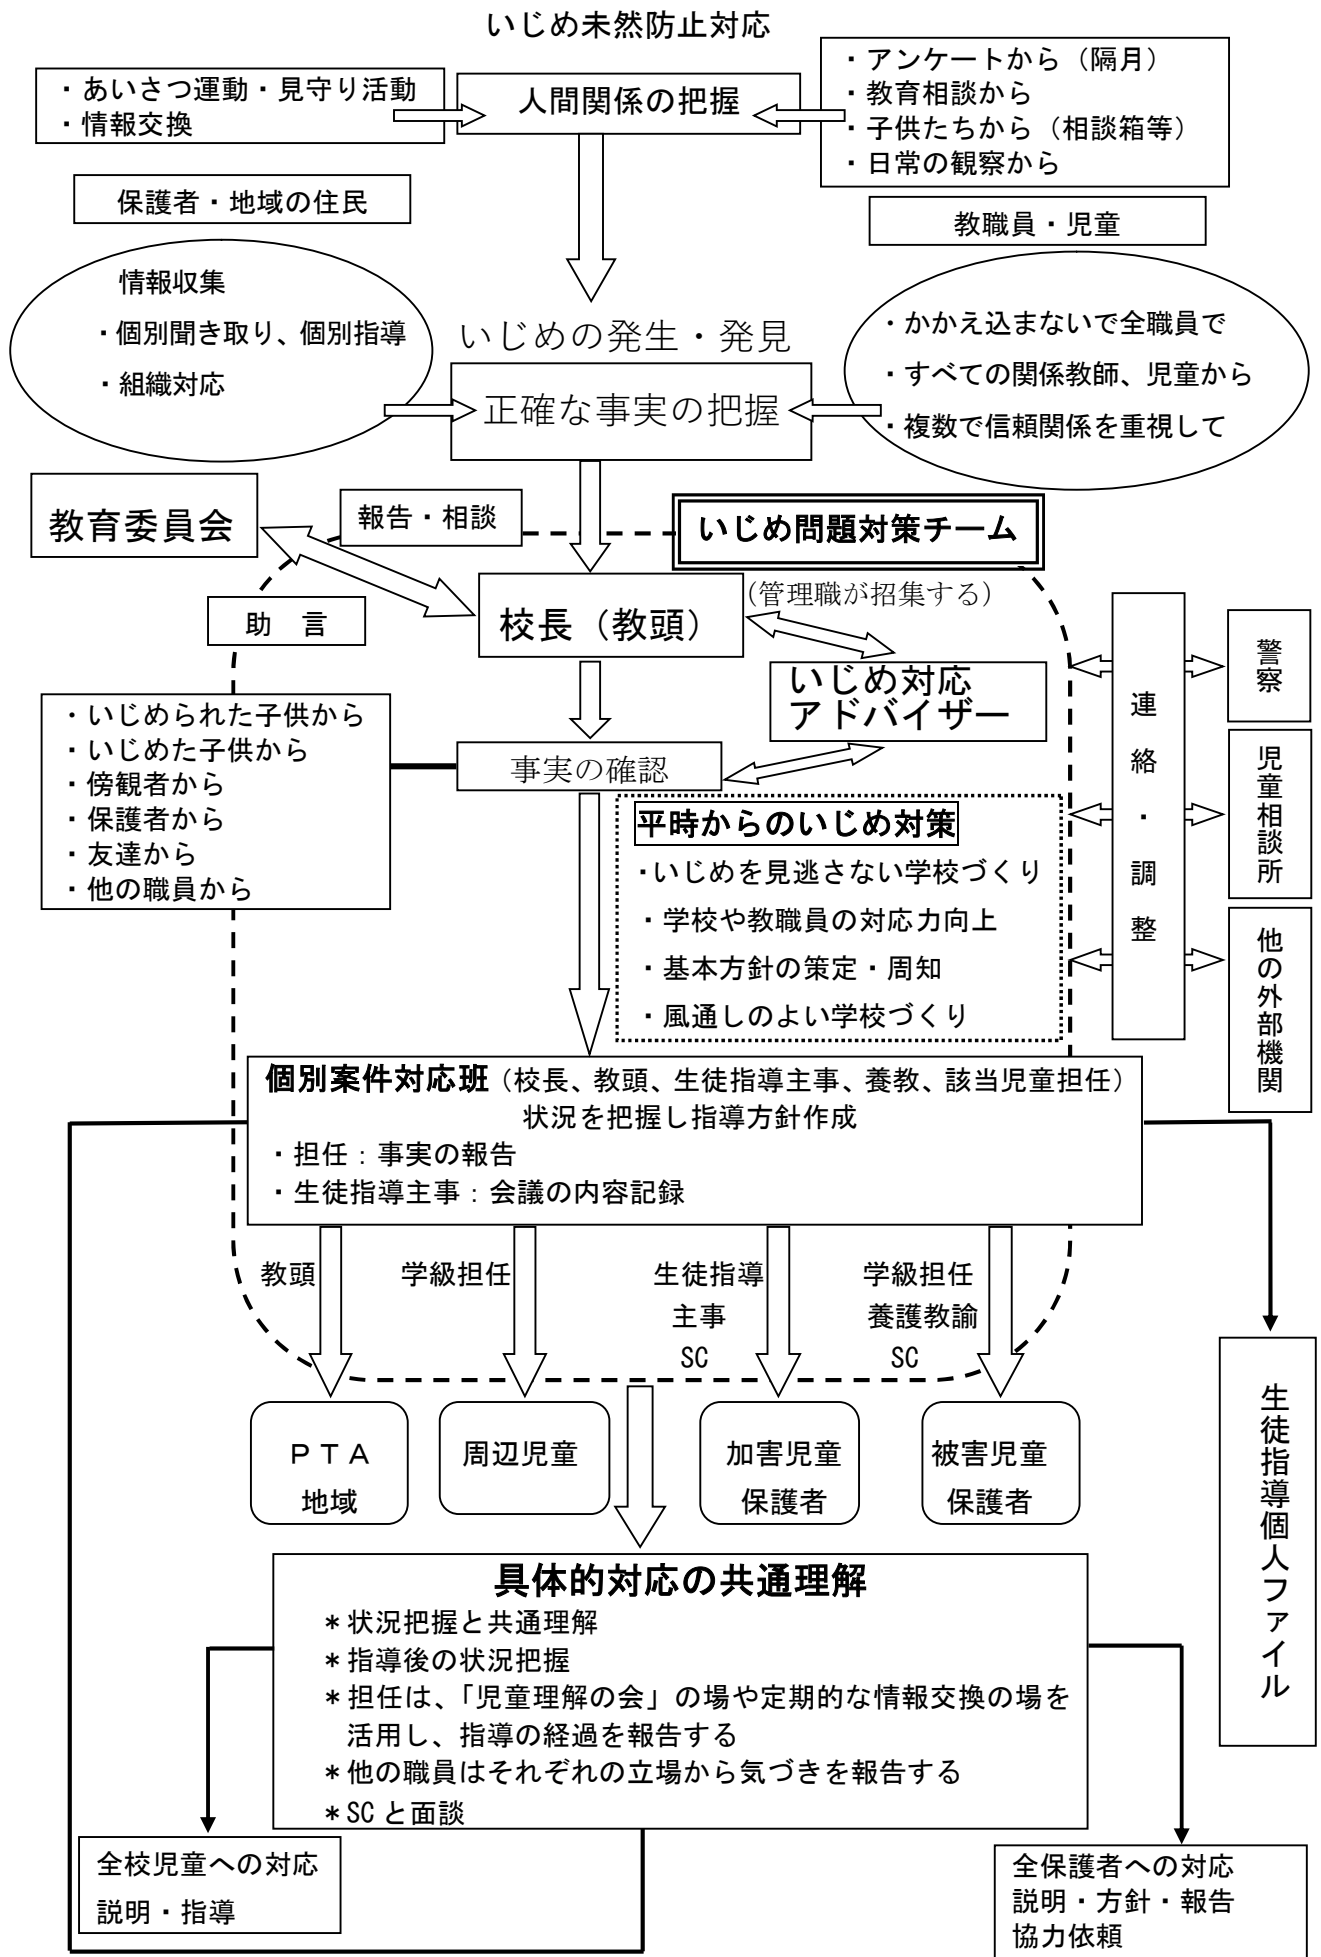 いじめ未然防止対応
・あいさつ運動・見守り活動
・情報交換
人間関係の把握
・アンケートから（隔月）
・教育相談から
・子供たちから（相談箱等）
・日常の観察から
保護者・地域の住民
教職員・児童
情報収集
・個別聞き取り、個別指導
・組織対応
いじめの発生・発見
正確な事実の把握
・かかえ込まないで全職員で
・すべての関係教師、児童から
・複数で信頼関係を重視して
教育委員会
報告・相談
いじめ問題対策チーム
（管理職が招集する）
助　言
校長（教頭）
いじめ対応
アドバイザー
連絡・調整
警察
児童相談所
他の外部機関
・いじめられた子供から
・いじめた子供から
・傍観者から
・保護者から
・友達から
・他の職員から
事実の確認
平時からのいじめ対策
・いじめを見逃さない学校づくり
・学校や教職員の対応力向上
・基本方針の策定・周知
・風通しのよい学校づくり
個別案件対応班（校長、教頭、生徒指導主事、養教、該当児童担任）
状況を把握し指導方針作成
・担任：事実の報告
・生徒指導主事：会議の内容記録
教頭
学級担任
生徒指導
主事
SC
学級担任
養護教諭
SC
ＰＴＡ
地域
周辺児童
加害児童
保護者
被害児童
保護者
生徒指導個人ファイル
具体的対応の共通理解
＊状況把握と共通理解
＊指導後の状況把握
＊担任は、「児童理解の会」の場や定期的な情報交換の場を
活用し、指導の経過を報告する
＊他の職員はそれぞれの立場から気づきを報告する
＊SCと面談
全校児童への対応
説明・指導
全保護者への対応
説明・方針・報告
協力依頼